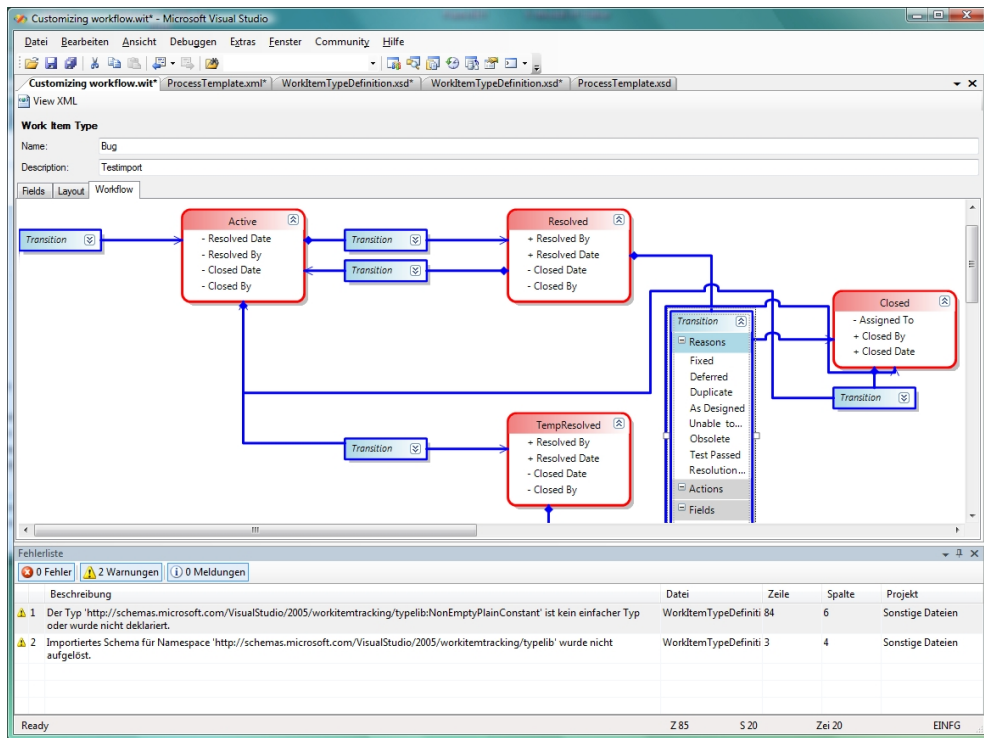 Customizing workflow.wit* - Microsoft Visual Studio
Datei Bearbeiten Ansicht Debuggen Extras Fenster Community Hilfe
Customizing workflow.wit* ProcessTemplate.xml* WorkItemTypeDefinition.xsd* WorkItemTypeDefinition.xsd* ProcessTemplate.xsd
View XML
Work Item Type
Name: Bug
Description: Testimport
Fields Layout Workflow
Transition
Active
- Resolved Date
- Resolved By
- Closed Date
- Closed By
Transition
Transition
Resolved
+ Resolved By
+ Resolved Date
- Closed Date
- Closed By
Closed
- Assigned To
+ Closed By
+ Closed Date
Transition
Transition
Reasons
Fixed
Deferred
Duplicate
As Designed
Unable to...
Obsolete
Test Passed
Resolution...
Actions
Fields
Transition
TempResolved
+ Resolved By
+ Resolved Date
- Closed Date
- Closed By
Fehlerliste
0 Fehler 2 Warnungen 0 Meldungen
Beschreibung Datei Zeile Spalte Projekt
1 Der Typ 'http://schemas.microsoft.com/VisualStudio/2005/workitemtracking/typelib:NonEmptyPlainConstant' ist kein einfacher Typ WorkItemTypeDefiniti 84 6 Sonstige Dateien
oder wurde nicht deklariert.
2 Importiertes Schema für Namespace 'http://schemas.microsoft.com/VisualStudio/2005/workitemtracking/typelib' wurde nicht WorkItemTypeDefiniti 3 4 Sonstige Dateien
aufgelöst.
Ready Z 85 S 20 Zei 20 EINFG